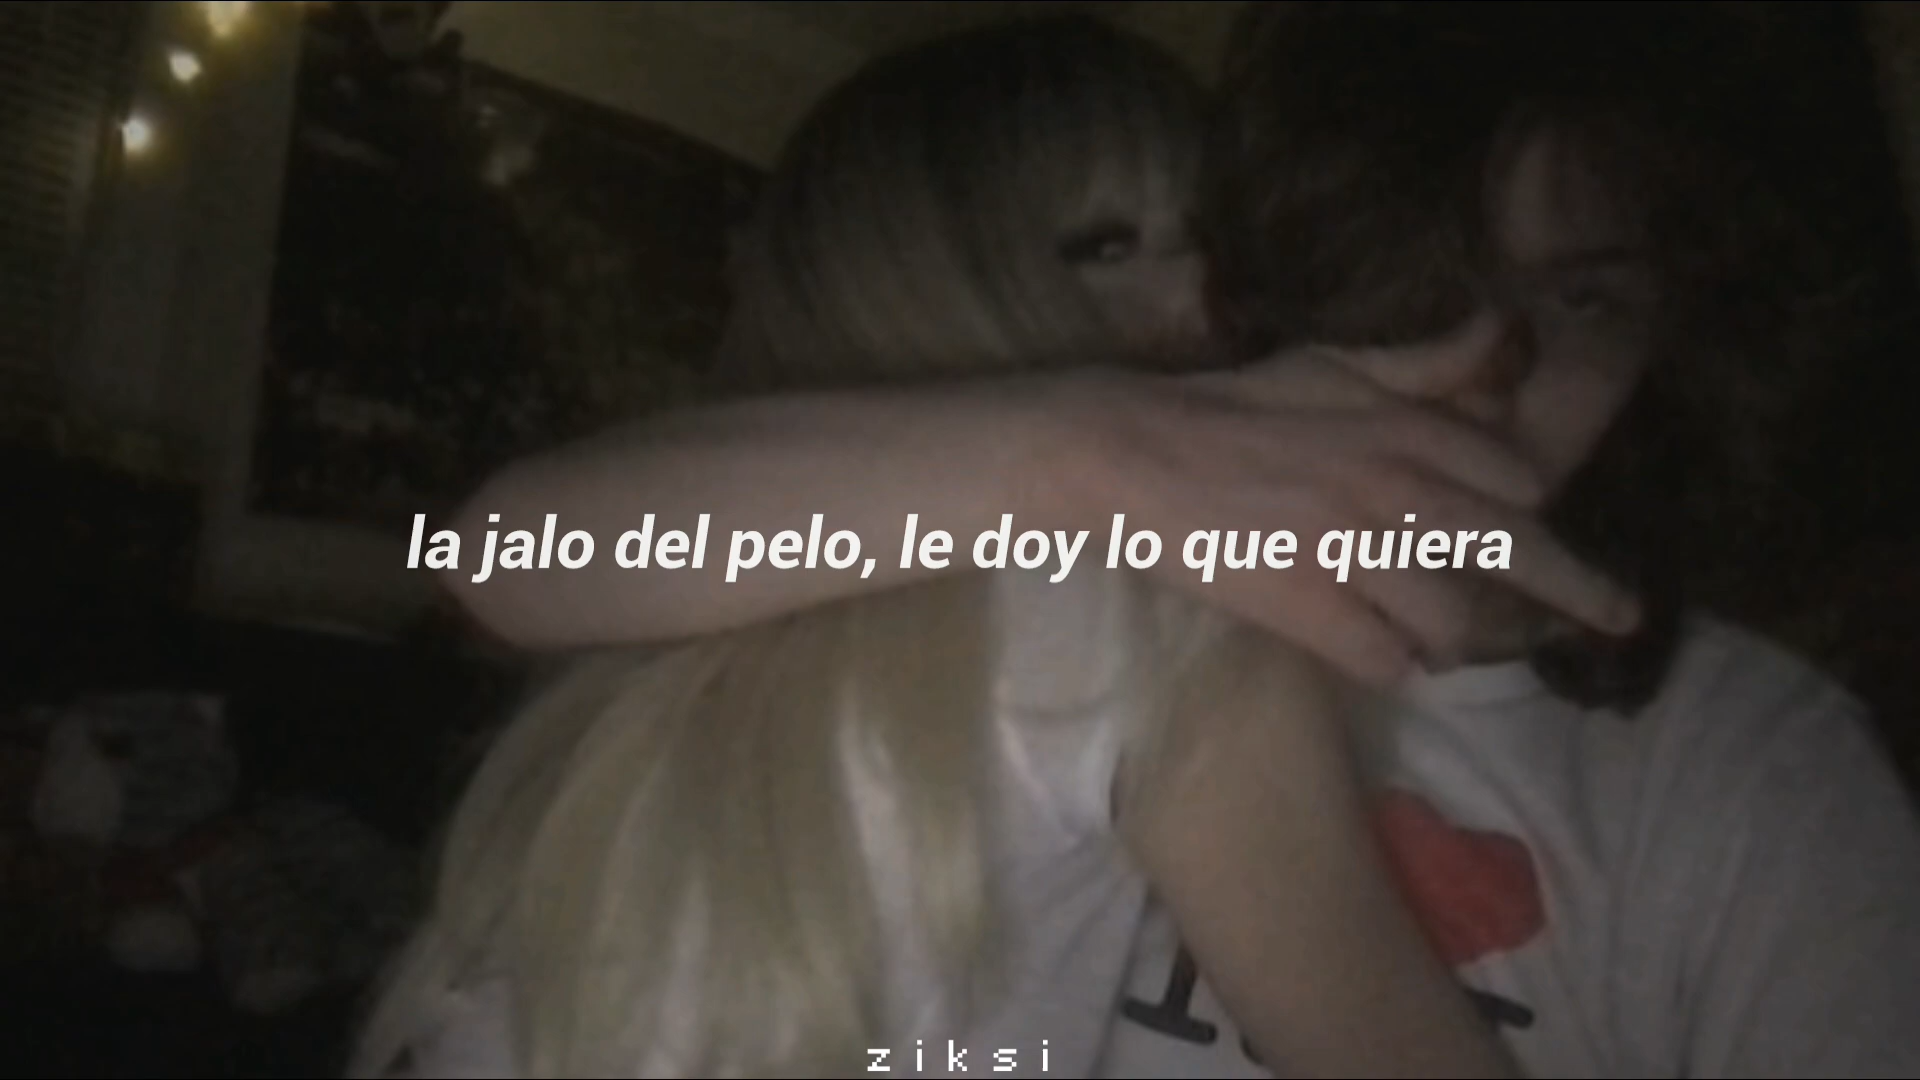 la jalo del pelo, le doy lo que quiera
I
z i k s i